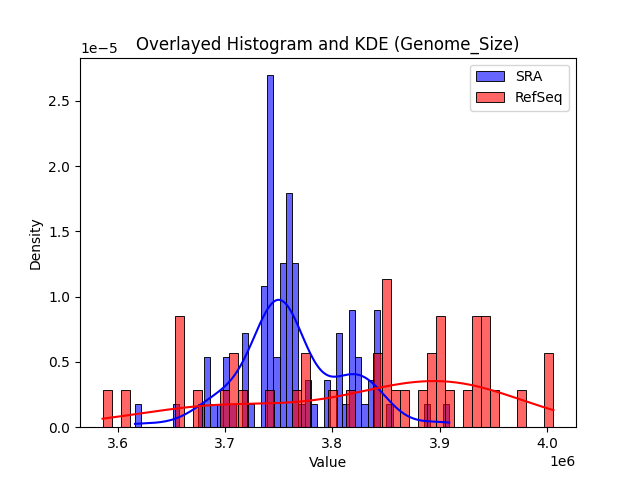 Overlayed Histogram and KDE (Genome_Size)
1e−5
SRA
RefSeq
2.5
2.0
1.5
1.0
0.5
0.0
Density
3.6 3.7 3.8 3.9 4.0
1e6
Value